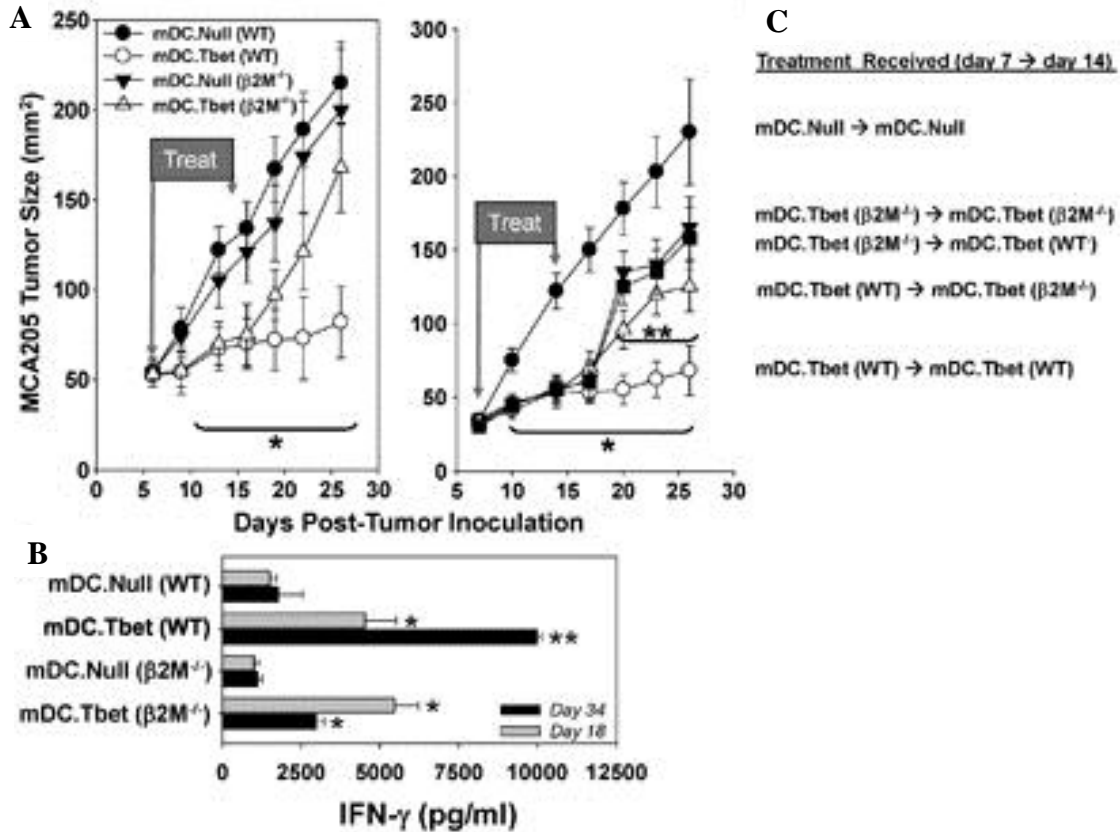 A
mDC.Null (WT)
mDC.Tbet (WT)
mDC.Null (β2M-/-)
mDC.Tbet (β2M-/-)
MCA205 Tumor Size (mm²)
250
200
150
100
50
0
Treat
*
0 5 10 15 20 25 30
300
250
200
150
100
50
0
Treat
**
*
5 10 15 20 25 30
Days Post-Tumor Inoculation
C
Treatment Received (day 7 → day 14)
mDC.Null → mDC.Null
mDC.Tbet (β2M-/-) → mDC.Tbet (β2M-/-)
mDC.Tbet (β2M-/-) → mDC.Tbet (WT)
mDC.Tbet (WT) → mDC.Tbet (β2M-/-)
mDC.Tbet (WT) → mDC.Tbet (WT)
B
mDC.Null (WT)
mDC.Tbet (WT)
*
**
mDC.Null (β2M-/-)
mDC.Tbet (β2M-/-)
*
*
Day 34
Day 18
0 2500 5000 7500 10000 12500
IFN-γ (pg/ml)